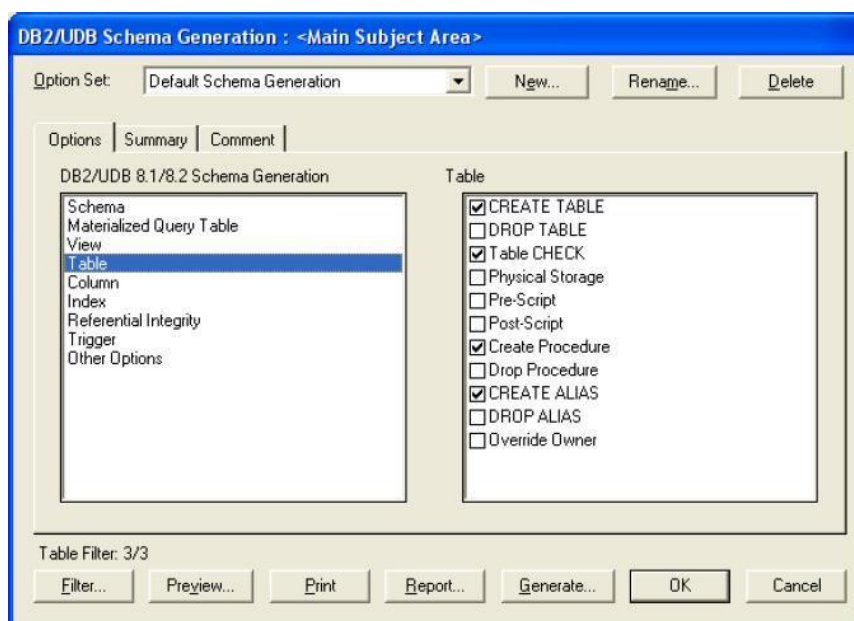 DB2/UDB Schema Generation : <Main Subject Area>
Option Set: Default Schema Generation New... Rename... Delete
Options Summary Comment
DB2/UDB 8.1/8.2 Schema Generation
Schema
Materialized Query Table
View
Table
Column
Index
Referential Integrity
Trigger
Other Options
Table
CREATE TABLE
DROP TABLE
Table CHECK
Physical Storage
Pre-Script
Post-Script
Create Procedure
Drop Procedure
CREATE ALIAS
DROP ALIAS
Override Owner
Table Filter: 3/3
Filter... Preview... Print Report... Generate... OK Cancel